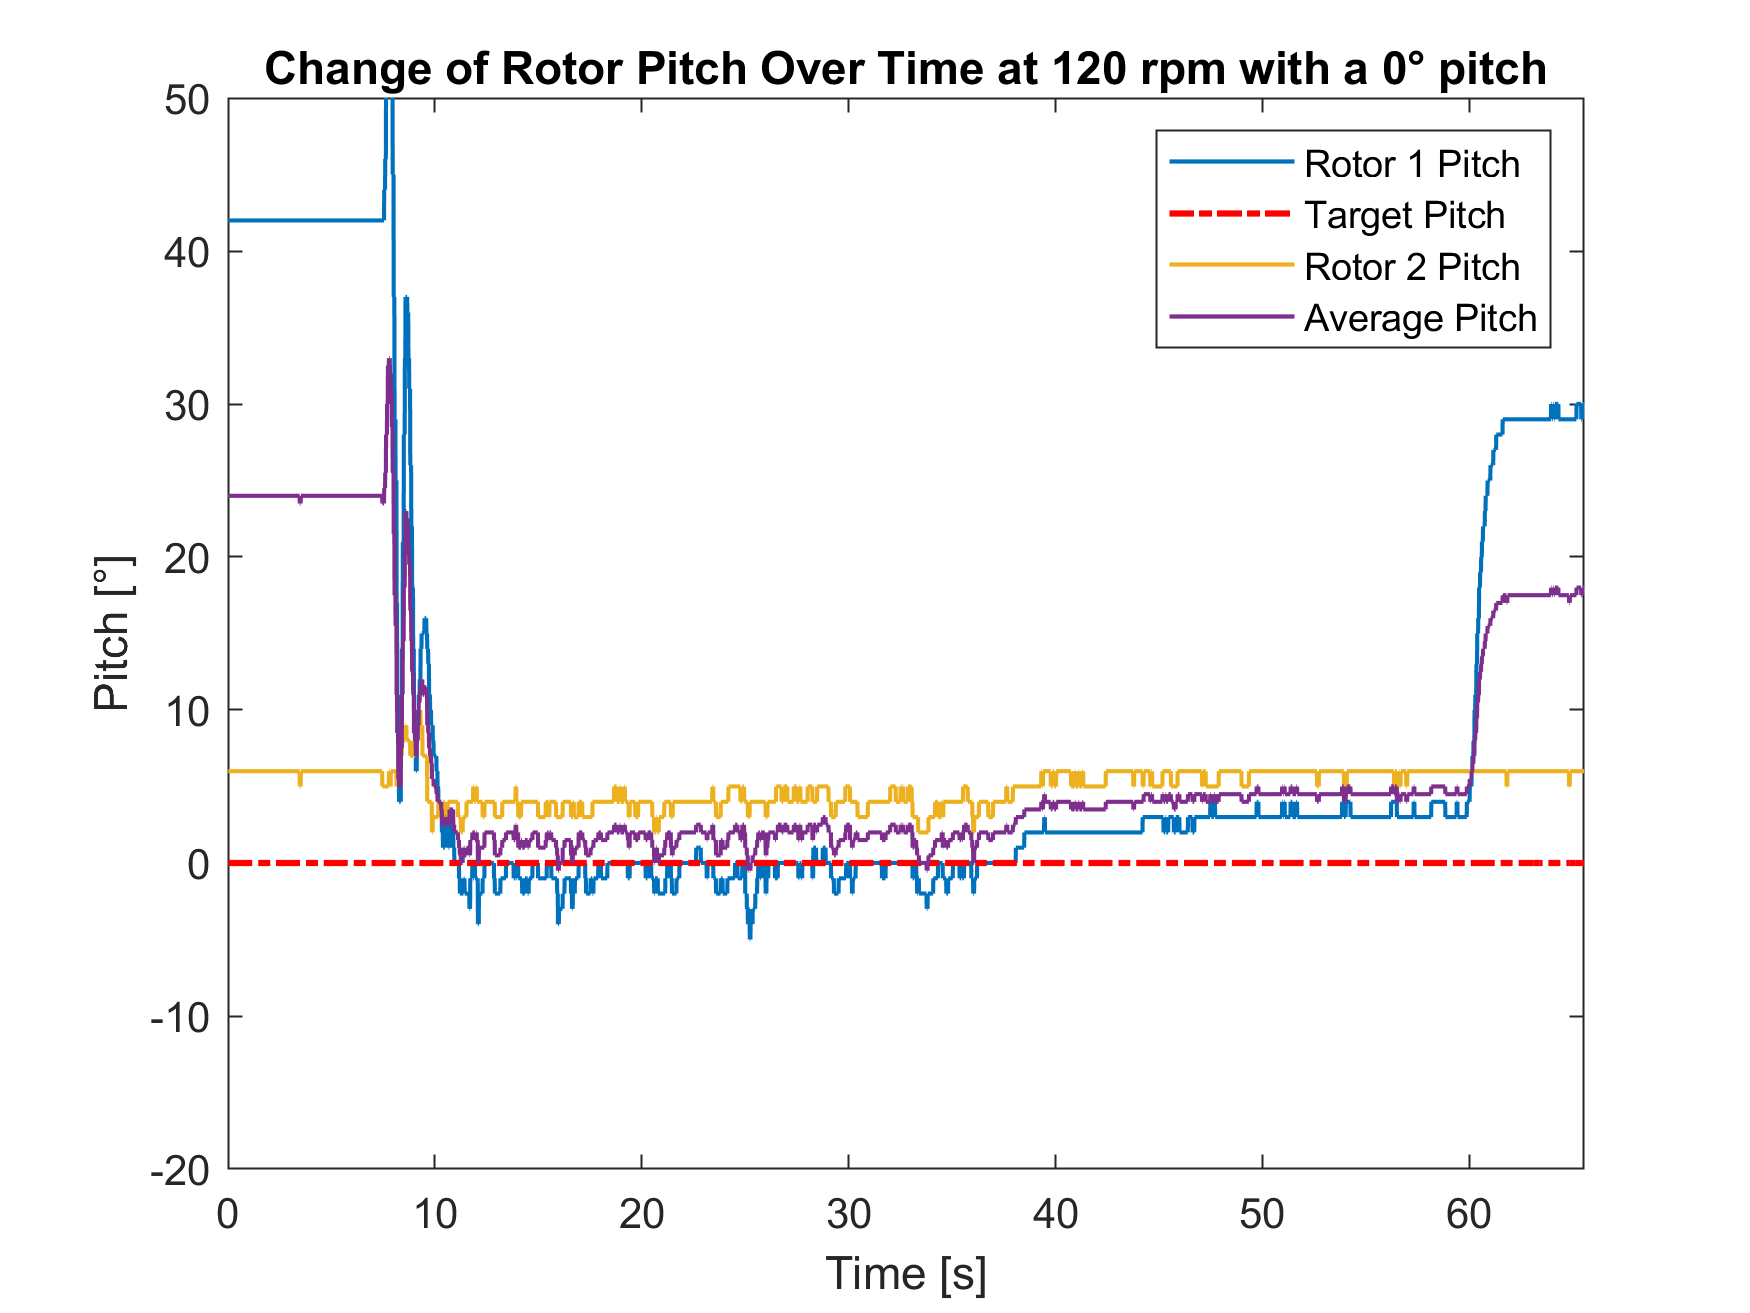 Change of Rotor Pitch Over Time at 120 rpm with a 0° pitch
50
40
30
20
10
0
-10
-20
Pitch [°]
Rotor 1 Pitch
Target Pitch
Rotor 2 Pitch
Average Pitch
0 10 20 30 40 50 60
Time [s]